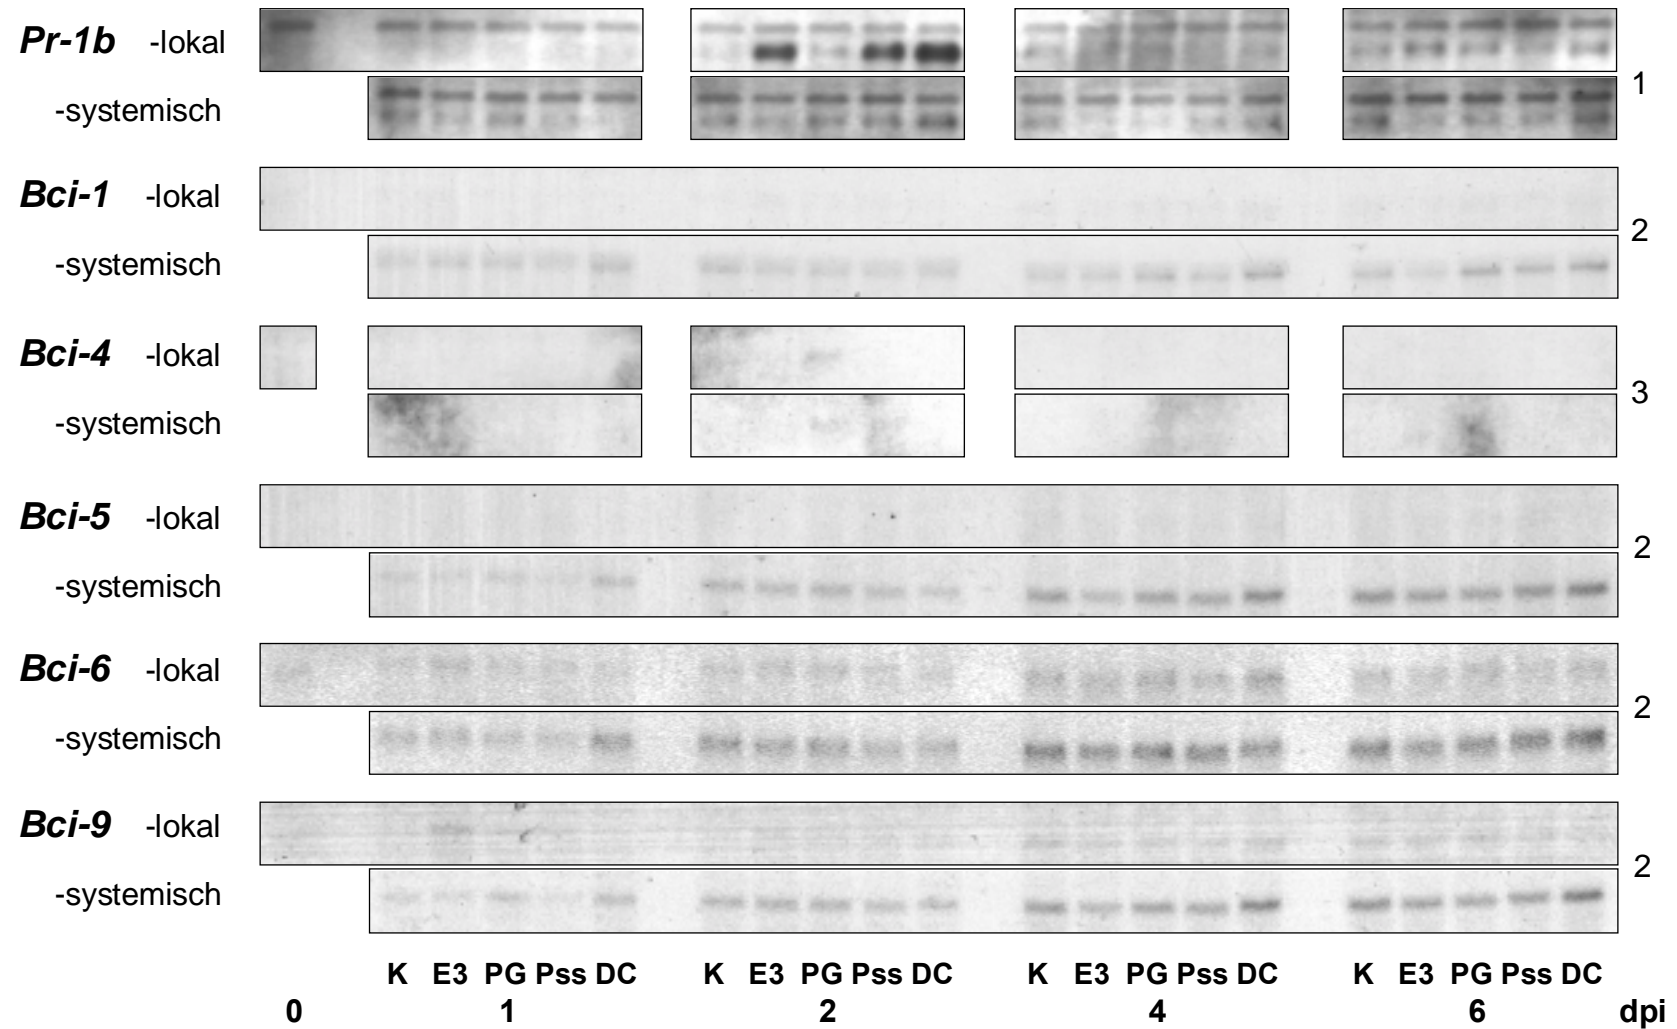 Pr-1b -lokal
-systemisch
1
Bci-1 -lokal
-systemisch
2
Bci-4 -lokal
-systemisch
3
Bci-5 -lokal
-systemisch
2
Bci-6 -lokal
-systemisch
2
Bci-9 -lokal
-systemisch
2
K E3 PG Pss DC K E3 PG Pss DC K E3 PG Pss DC K E3 PG Pss DC
0 1 2 4 6 dpi